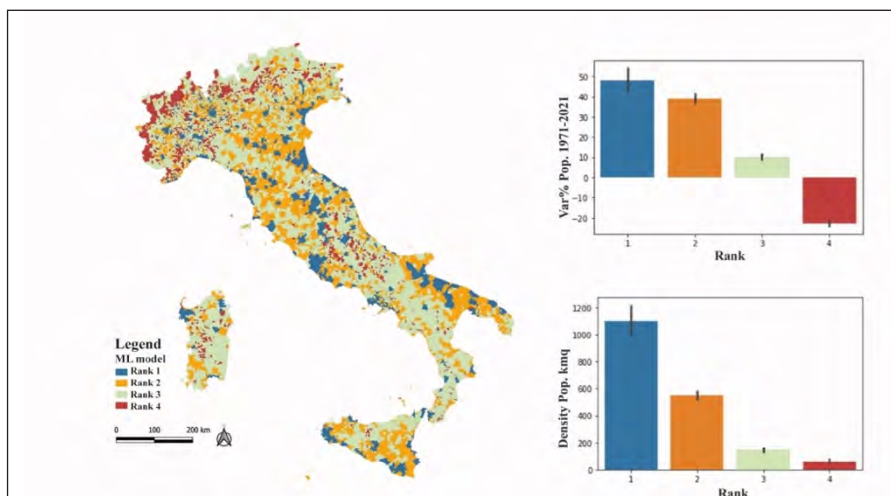 Legend
ML model
Rank 1
Rank 2
Rank 3
Rank 4
0 100 200 km
Var% Pop. 1971-2021
50
40
30
20
10
0
−10
−20
1 2 3 4
Rank
Density Pop. kmq
1200
1000
800
600
400
200
0
1 2 3 4
Rank